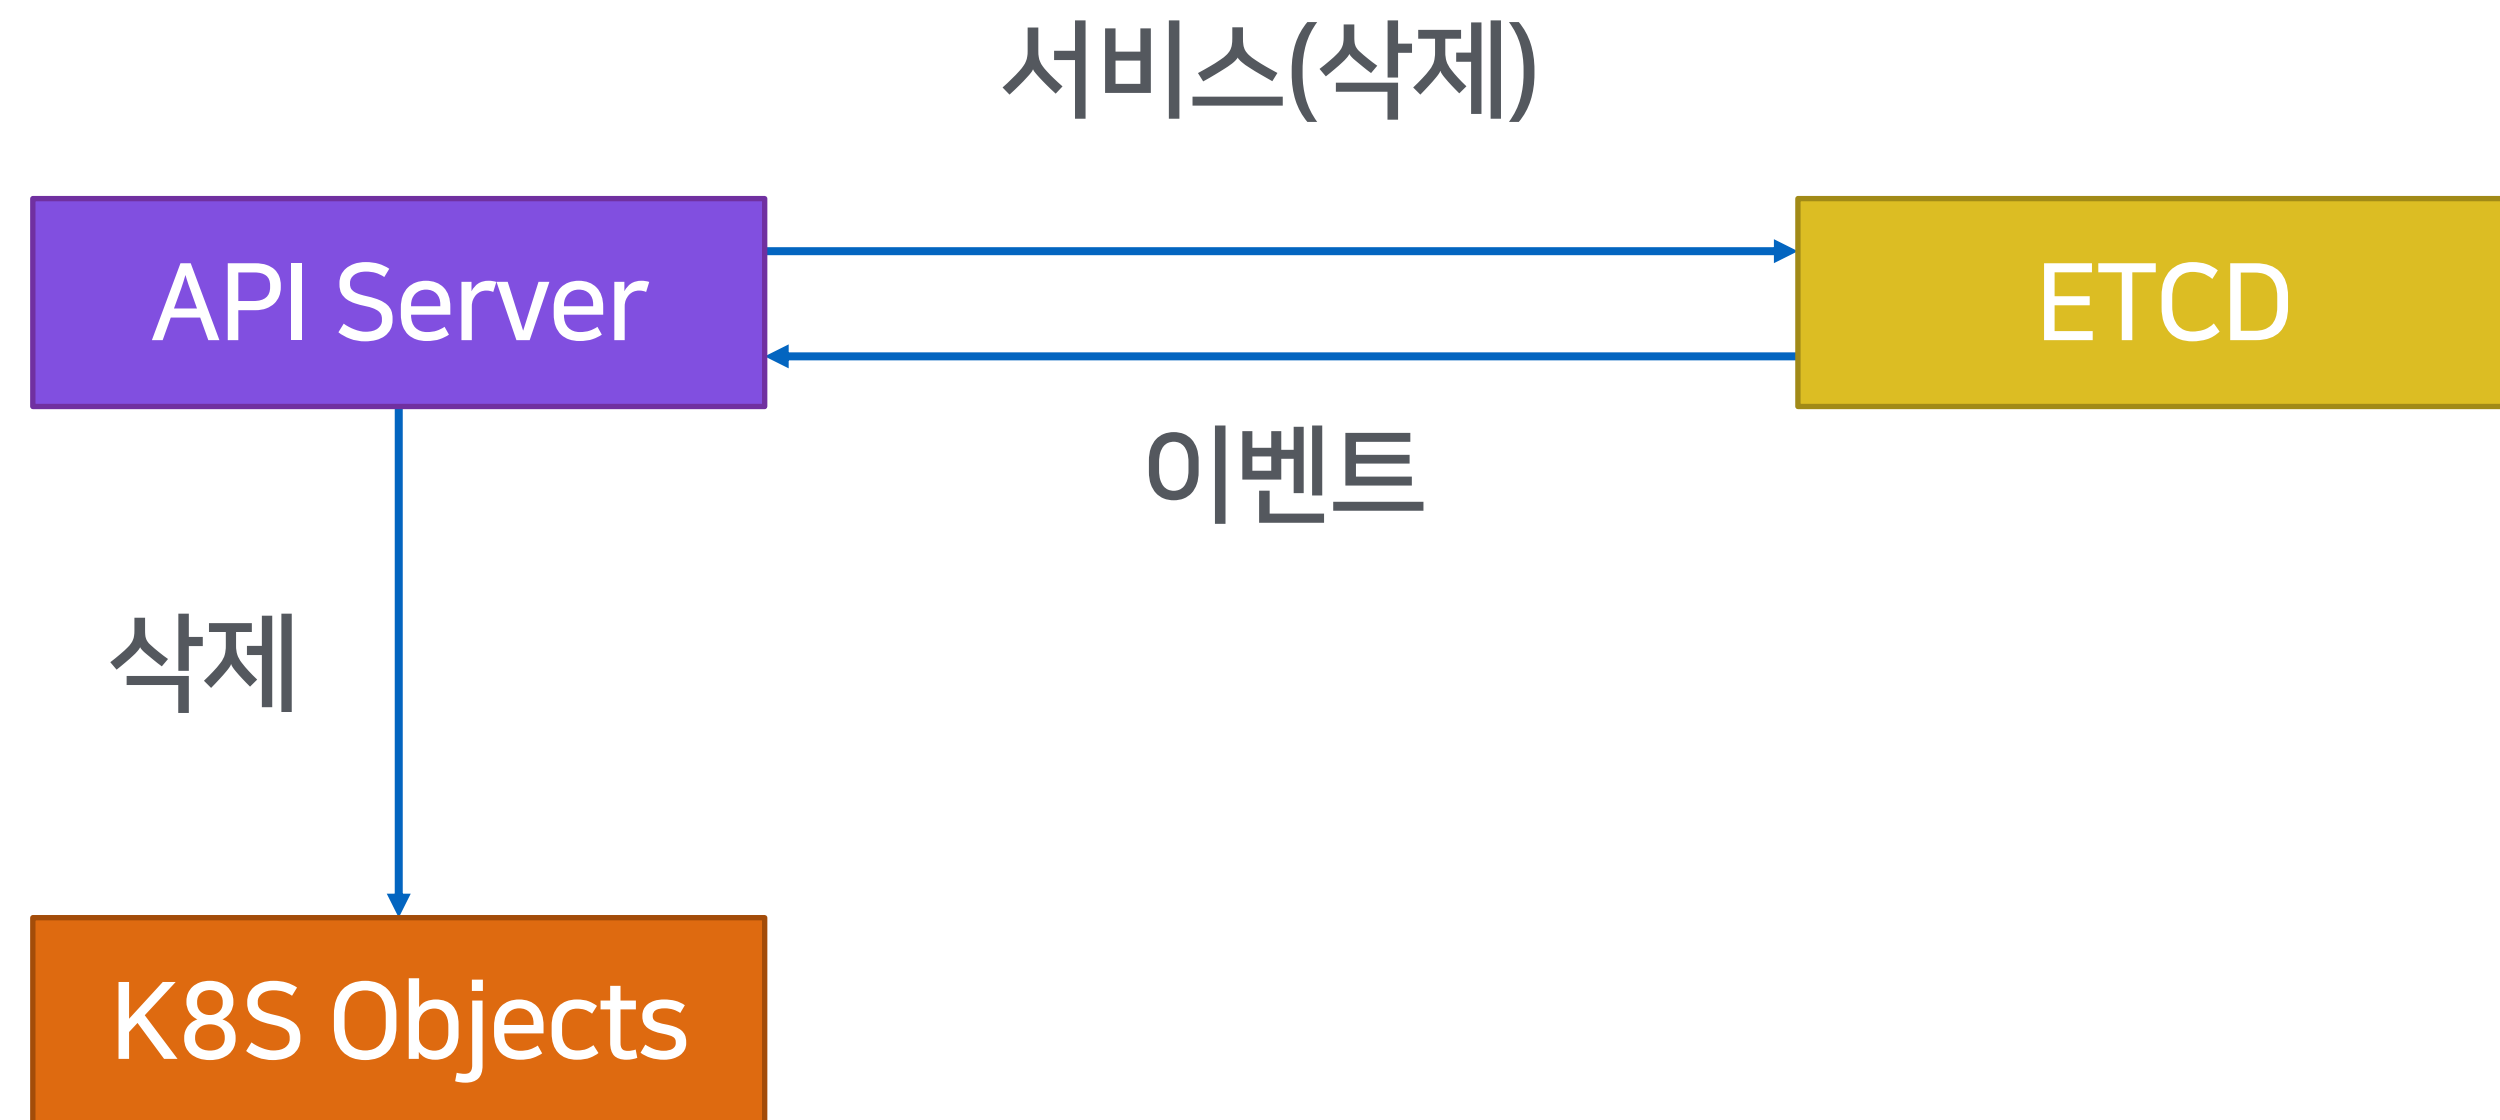 서비스(삭제)
API Server
ETCD
이벤트
삭제
K8S Objects